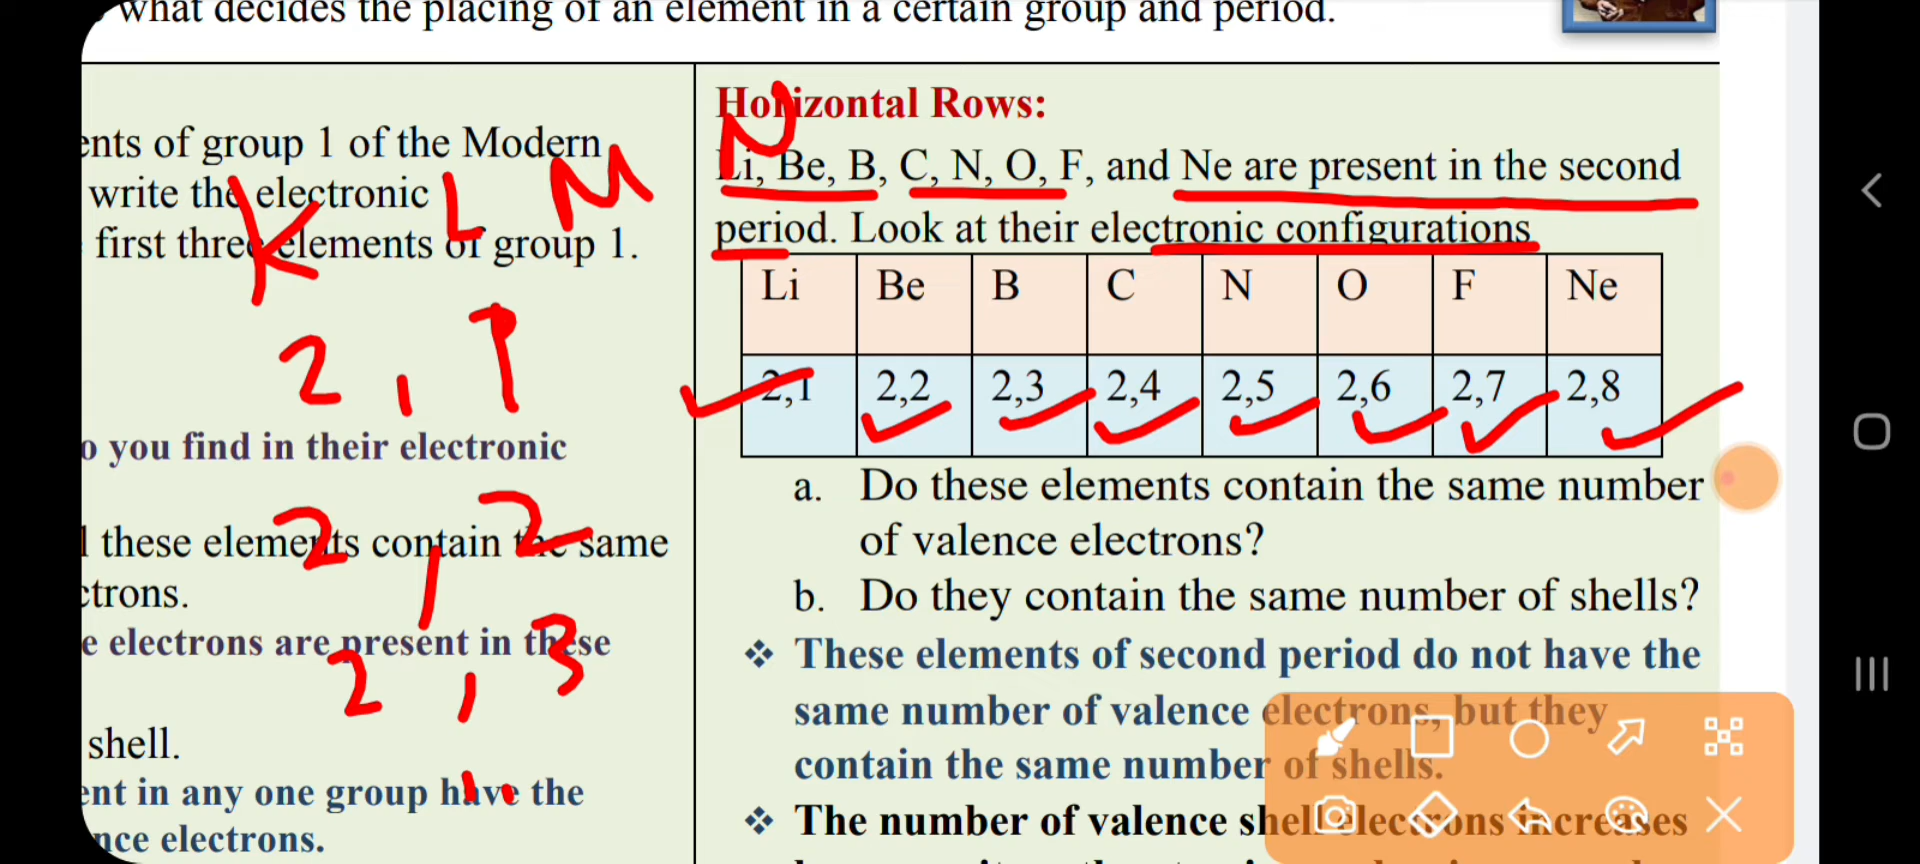 what decides the placing of an element in a certain group and period.
ents of group 1 of the Modern
write the electronic
first three elements of group 1.
K L M N
2, 1
o you find in their electronic
2, 2
l these elements contain the same
ctrons.
e electrons are present in these
2, 3
shell.
ent in any one group have the
nce electrons.
Horizontal Rows:
Li, Be, B, C, N, O, F, and Ne are present in the second
period. Look at their electronic configurations
Li Be B C N O F Ne
2,1 2,2 2,3 2,4 2,5 2,6 2,7 2,8
a. Do these elements contain the same number
of valence electrons?
b. Do they contain the same number of shells?
❖ These elements of second period do not have the
same number of valence electrons, but they
contain the same number of shells.
❖ The number of valence shell electrons increases